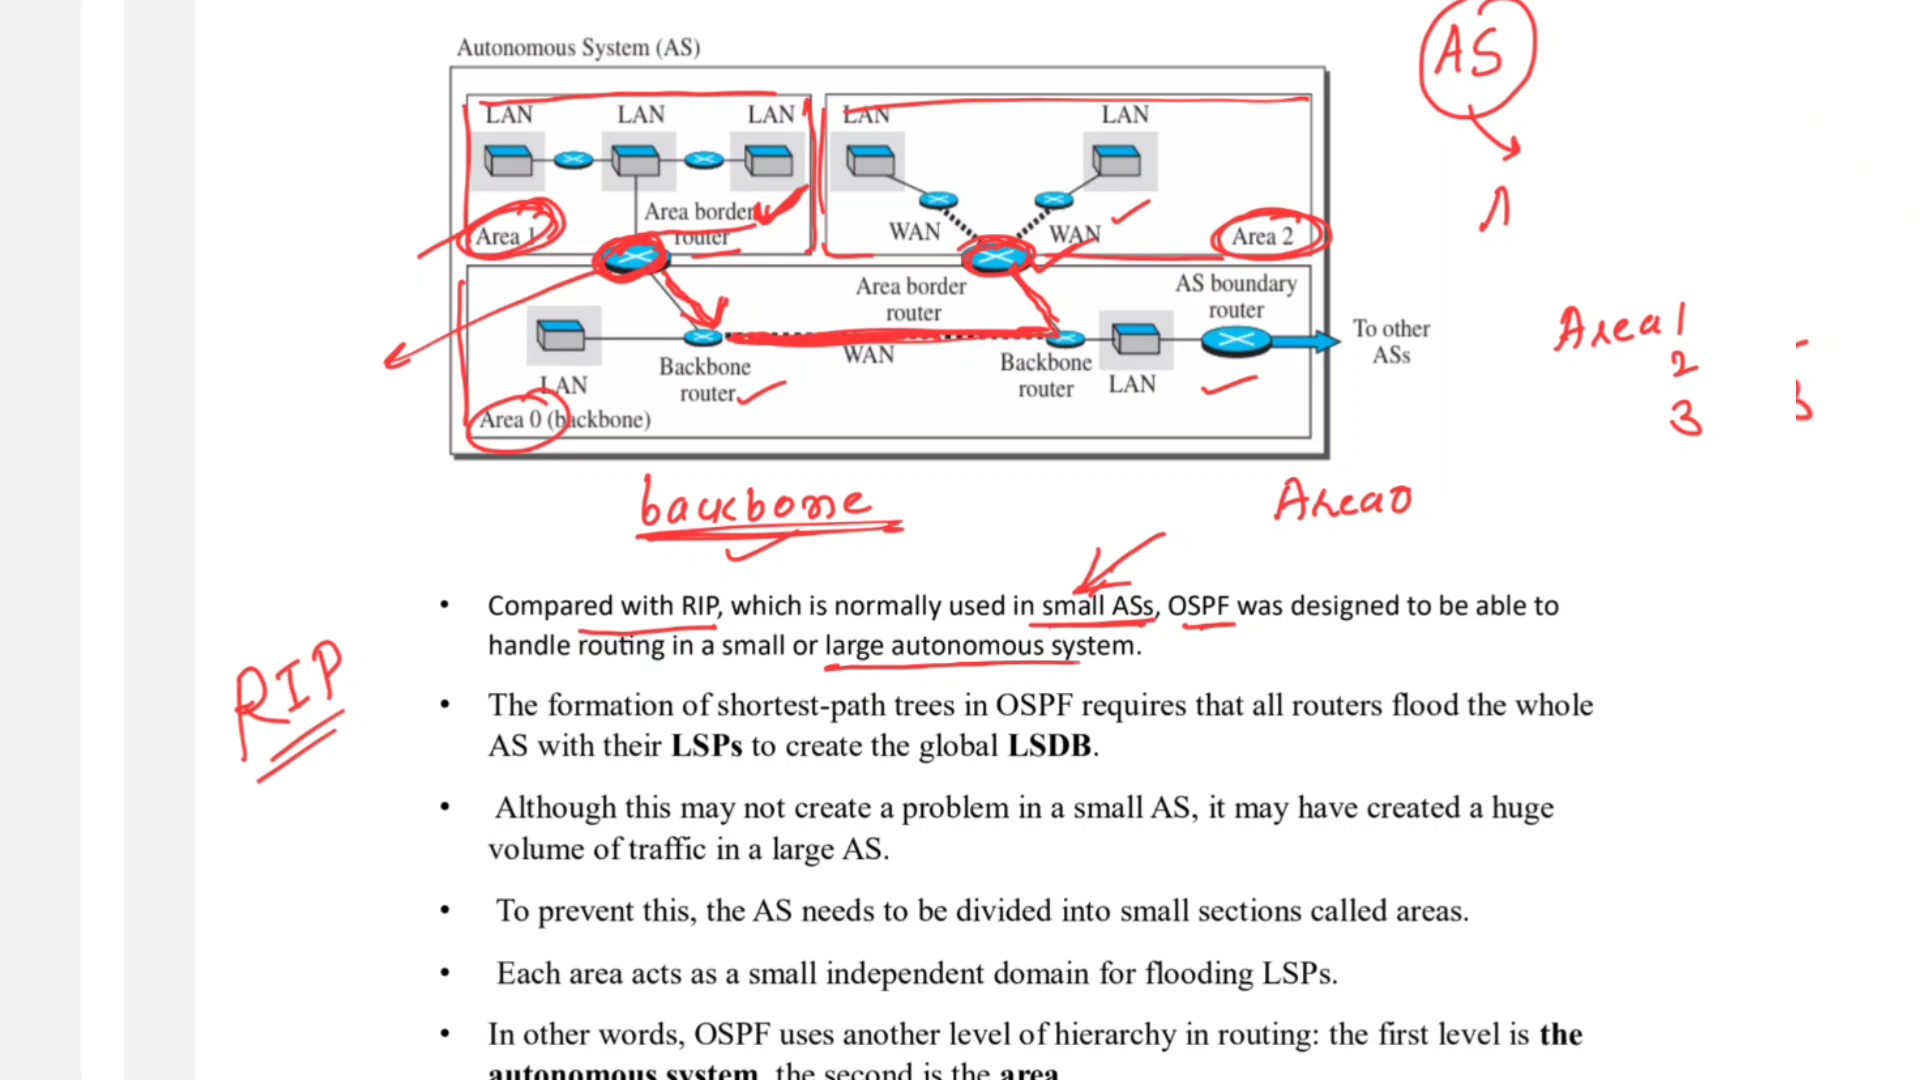 Autonomous System (AS)
AS
LAN LAN LAN LAN LAN
Area border
router
Area 1
WAN WAN
Area 2
Area border
router
AS boundary
router
To other
ASs
WAN
Backbone
router
Backbone
router
LAN
LAN
Area 0 (backbone)
Area 1
2
3
backbone
Area 0
• Compared with RIP, which is normally used in small ASs, OSPF was designed to be able to
handle routing in a small or large autonomous system.
RIP
• The formation of shortest-path trees in OSPF requires that all routers flood the whole
AS with their LSPs to create the global LSDB.
• Although this may not create a problem in a small AS, it may have created a huge
volume of traffic in a large AS.
• To prevent this, the AS needs to be divided into small sections called areas.
• Each area acts as a small independent domain for flooding LSPs.
• In other words, OSPF uses another level of hierarchy in routing: the first level is the
autonomous system, the second is the area.